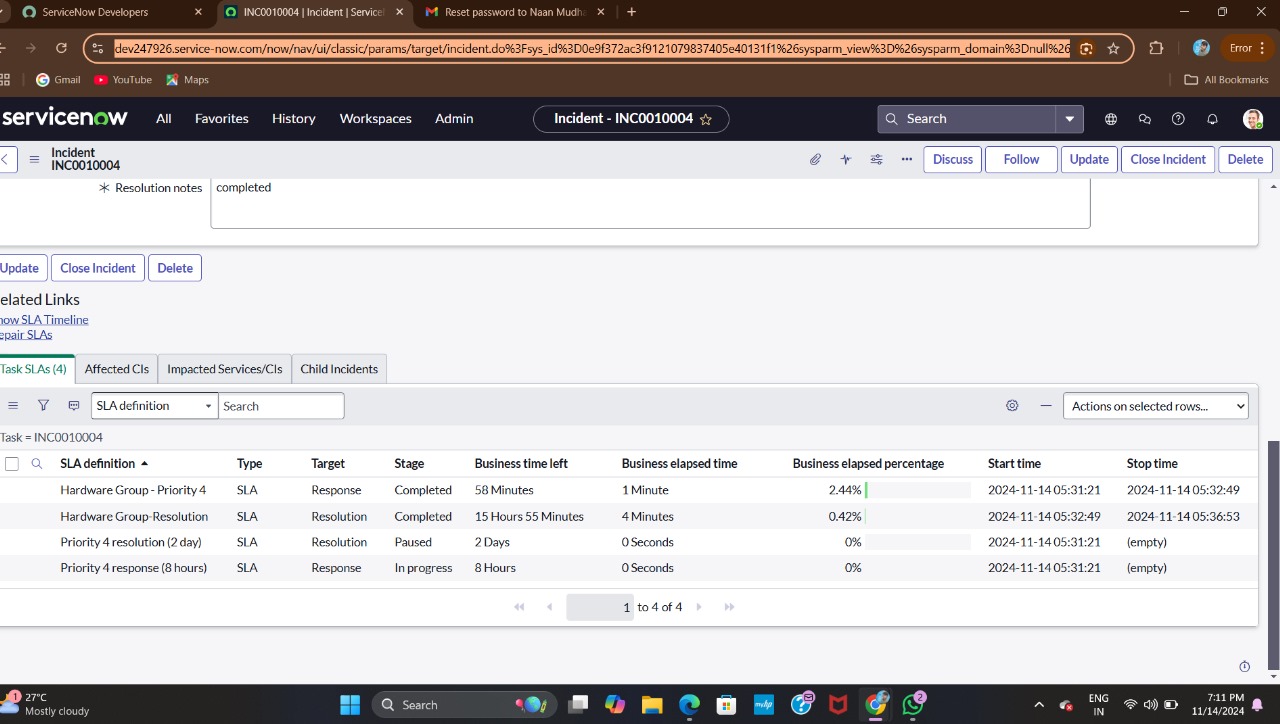 ServiceNow Developers
INC0010004 | Incident | Service
Reset password to Naan Mudh
dev247926.service-now.com/now/nav/ui/classic/params/target/incident.do%3Fsys_id%3D0e9f372ac3f9121079837405e40131f1%26sysparm_view%3D%26sysparm_domain%3Dnull%26
Error
Gmail YouTube Maps All Bookmarks
servicenow All Favorites History Workspaces Admin Incident - INC0010004 Search
Incident
INC0010004
Discuss Follow Update Close Incident Delete
Resolution notes completed
Update Close Incident Delete
elated Links
how SLA Timeline
epair SLAs
Task SLAs (4) Affected CIs Impacted Services/CIs Child Incidents
SLA definition Search Actions on selected rows...
Task = INC0010004
SLA definition Type Target Stage Business time left Business elapsed time Business elapsed percentage Start time Stop time
Hardware Group - Priority 4 SLA Response Completed 58 Minutes 1 Minute 2.44% 2024-11-14 05:31:21 2024-11-14 05:32:49
Hardware Group-Resolution SLA Resolution Completed 15 Hours 55 Minutes 4 Minutes 0.42% 2024-11-14 05:32:49 2024-11-14 05:36:53
Priority 4 resolution (2 day) SLA Resolution Paused 2 Days 0 Seconds 0% 2024-11-14 05:31:21 (empty)
Priority 4 response (8 hours) SLA Response In progress 8 Hours 0 Seconds 0% 2024-11-14 05:31:21 (empty)
1 to 4 of 4
1
27°C
Mostly cloudy
Search
myhp
2
ENG
IN
7:11 PM
11/14/2024